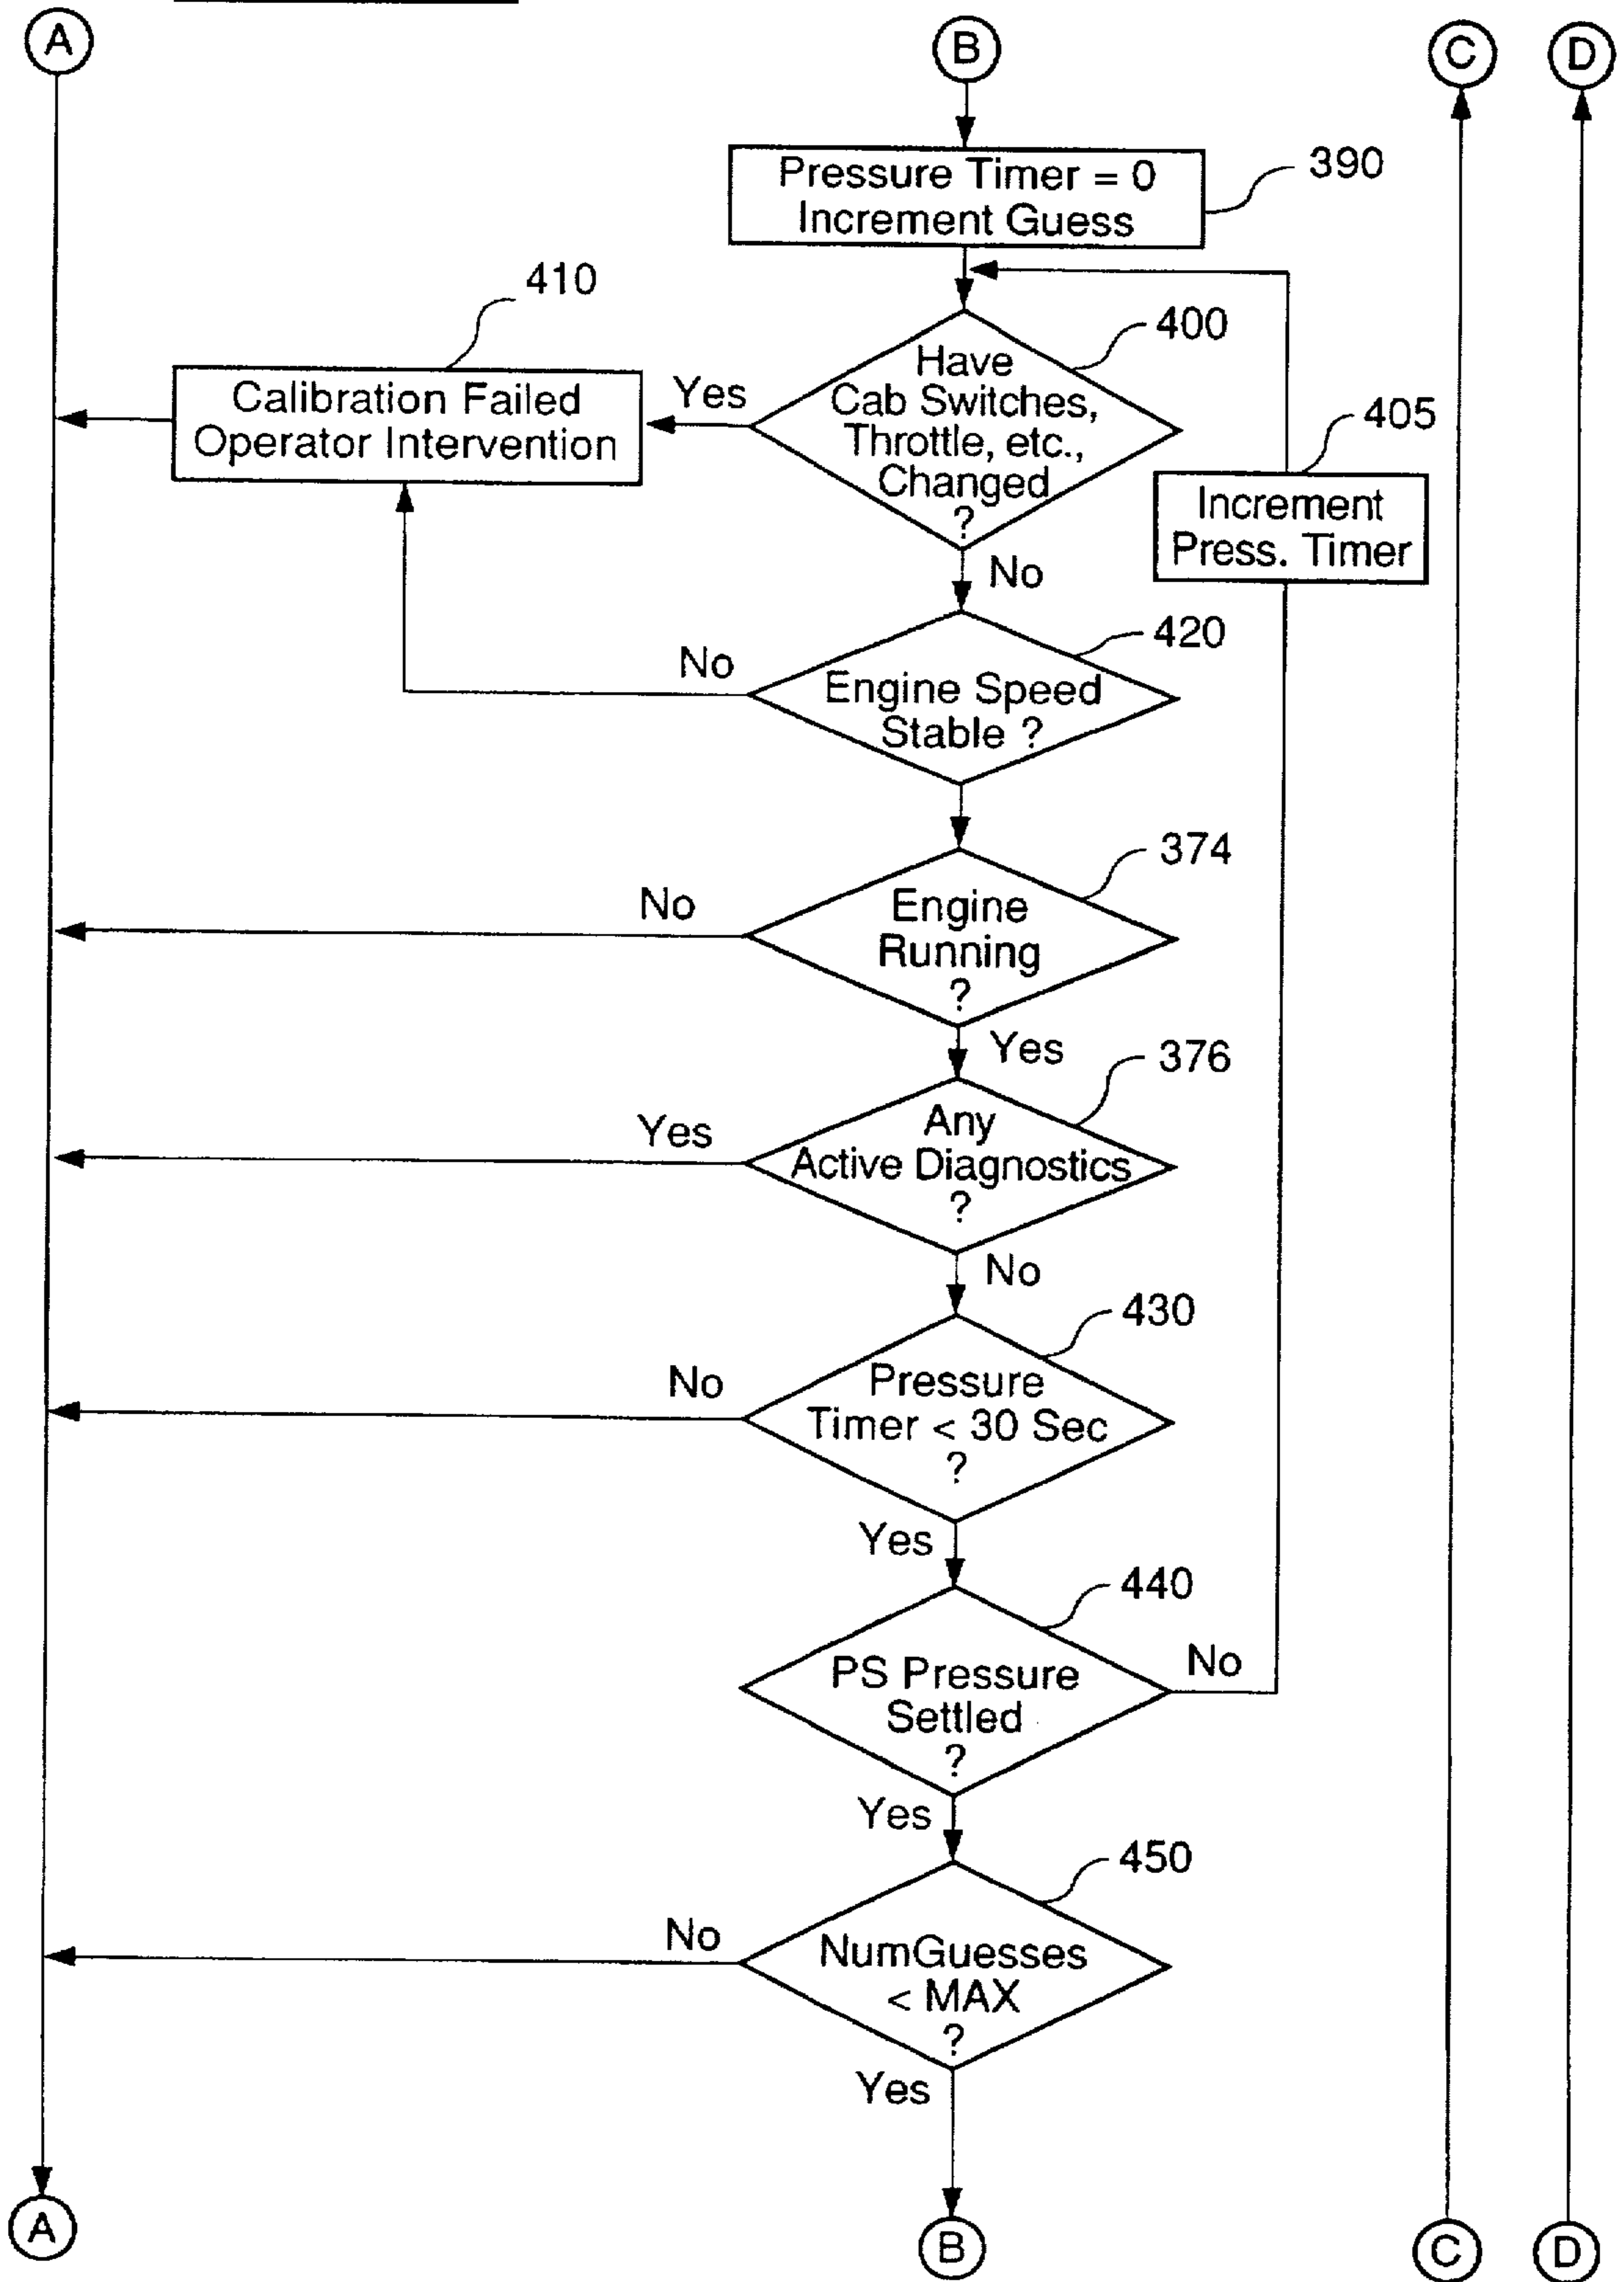 A
B
C
D
Pressure Timer = 0
Increment Guess
390
410
400
Have
Cab Switches,
Throttle, etc.,
Changed
?
Yes
Calibration Failed
Operator Intervention
405
Increment
Press. Timer
No
420
No
Engine Speed
Stable ?
374
No
Engine
Running
?
Yes
376
Yes
Any
Active Diagnostics
?
No
430
No
Pressure
Timer < 30 Sec
?
Yes
440
PS Pressure
Settled
?
No
Yes
450
No
NumGuesses
< MAX
?
Yes
A
B
C
D